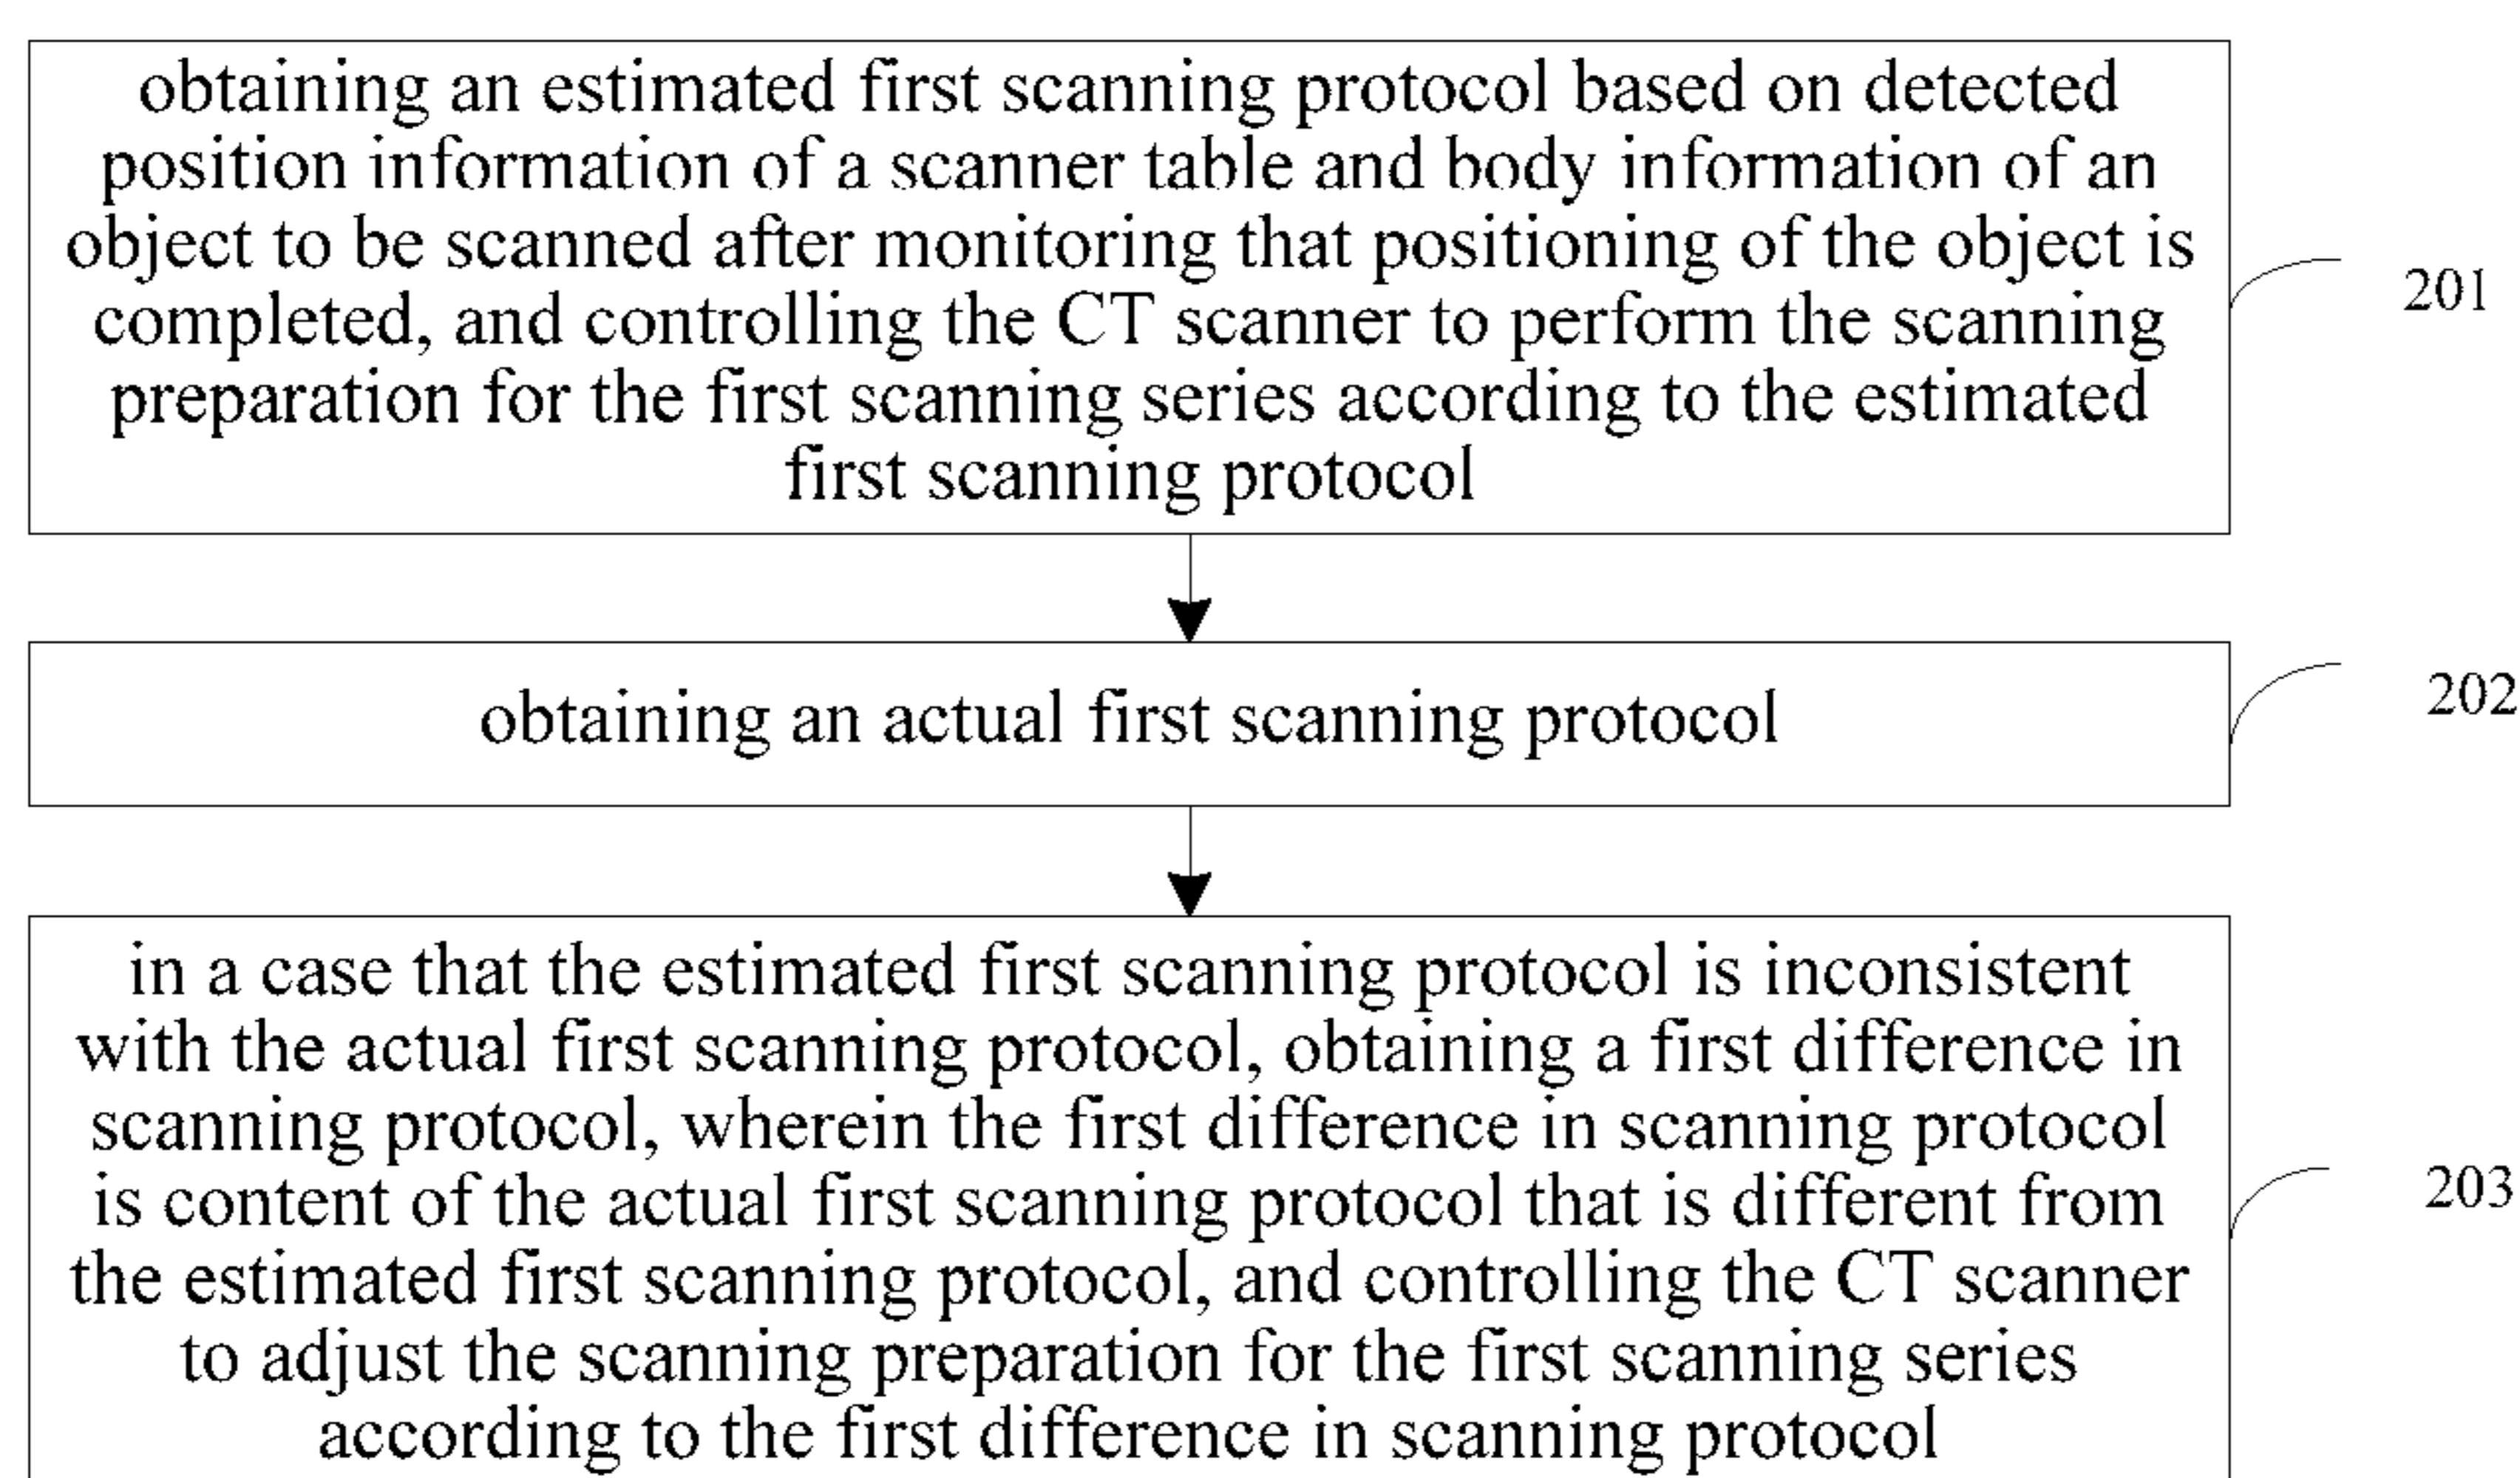 obtaining an estimated first scanning protocol based on detected
position information of a scanner table and body information of an
object to be scanned after monitoring that positioning of the object is
completed, and controlling the CT scanner to perform the scanning
preparation for the first scanning series according to the estimated
first scanning protocol
201
obtaining an actual first scanning protocol
202
in a case that the estimated first scanning protocol is inconsistent
with the actual first scanning protocol, obtaining a first difference in
scanning protocol, wherein the first difference in scanning protocol
is content of the actual first scanning protocol that is different from
the estimated first scanning protocol, and controlling the CT scanner
to adjust the scanning preparation for the first scanning series
according to the first difference in scanning protocol
203